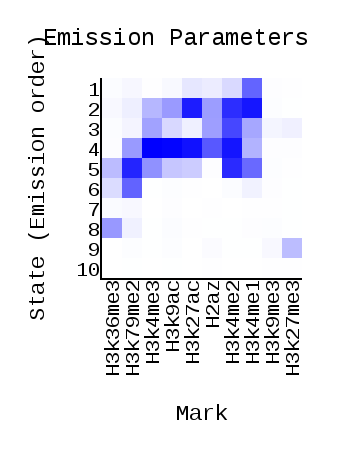 Emission Parameters
State (Emission order)
1
2
3
4
5
6
7
8
9
10
H3k36me3
H3k79me2
H3k4me3
H3k9ac
H3k27ac
H2az
H3k4me2
H3k4me1
H3k9me3
H3k27me3
Mark